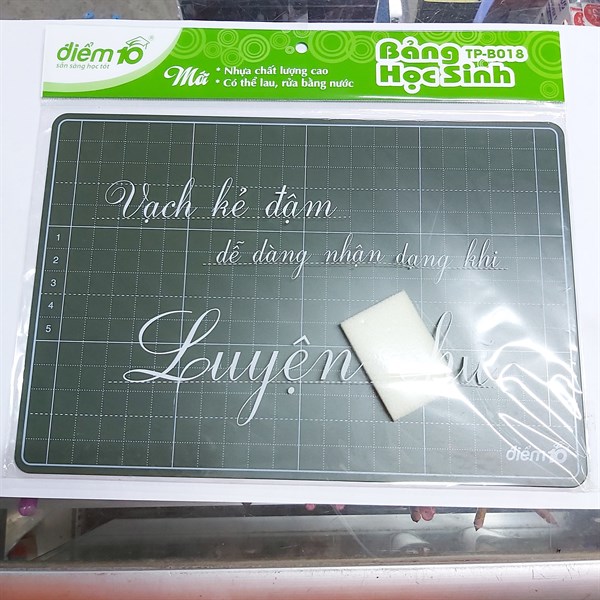 điểm 10
sẵn sàng học tốt
Mới
• Nhựa chất lượng cao
• Có thể lau, rửa bằng nước
Bảng TP-B018
Học Sinh
Vạch kẻ đậm
dễ dàng nhận dạng khi
Luyện
1
2
3
4
5
điểm 10